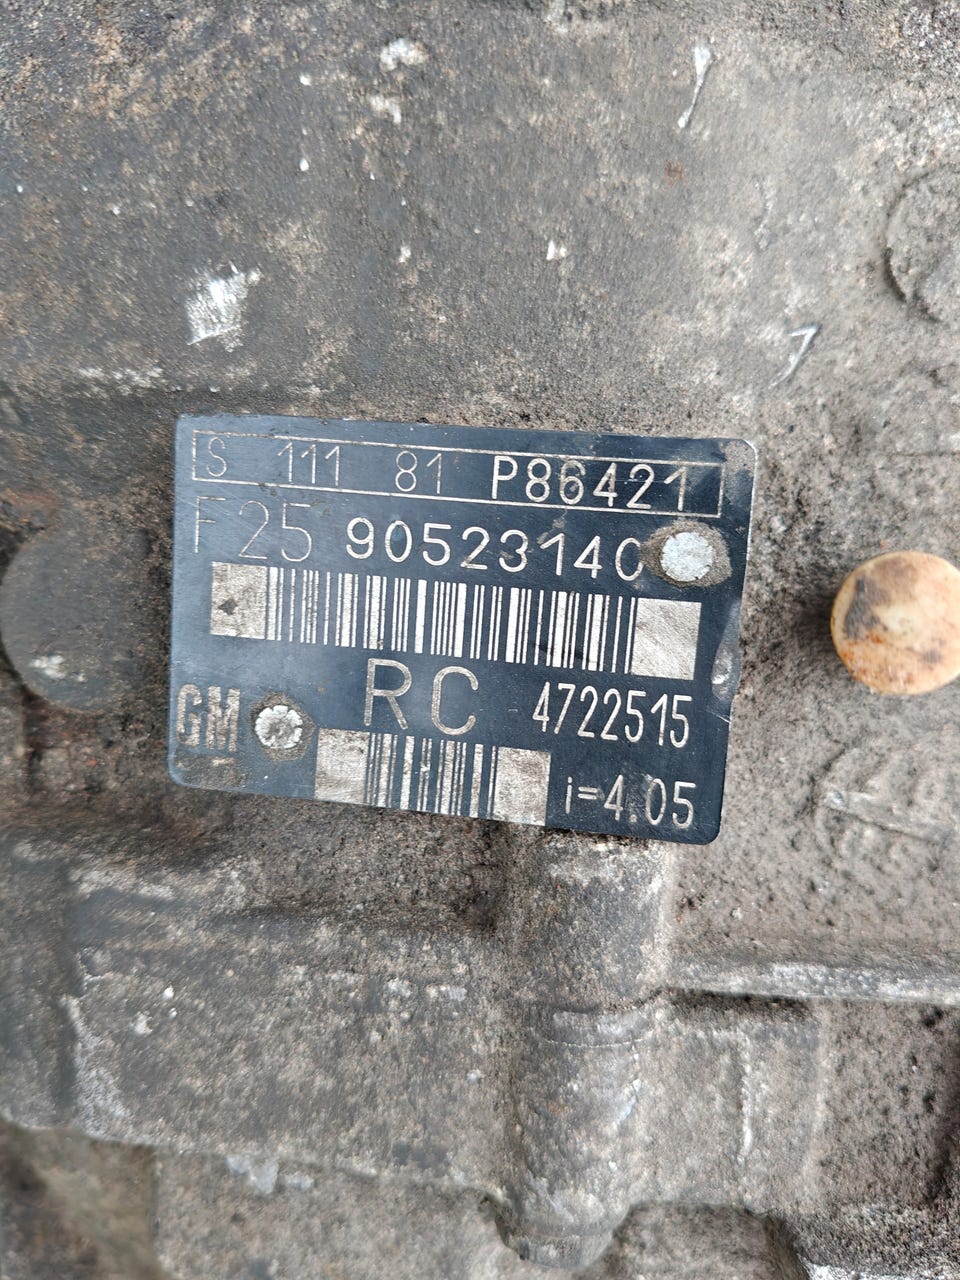 S 111 81 P86421
F25 90523140
RC 4722515
GM
i=4.05